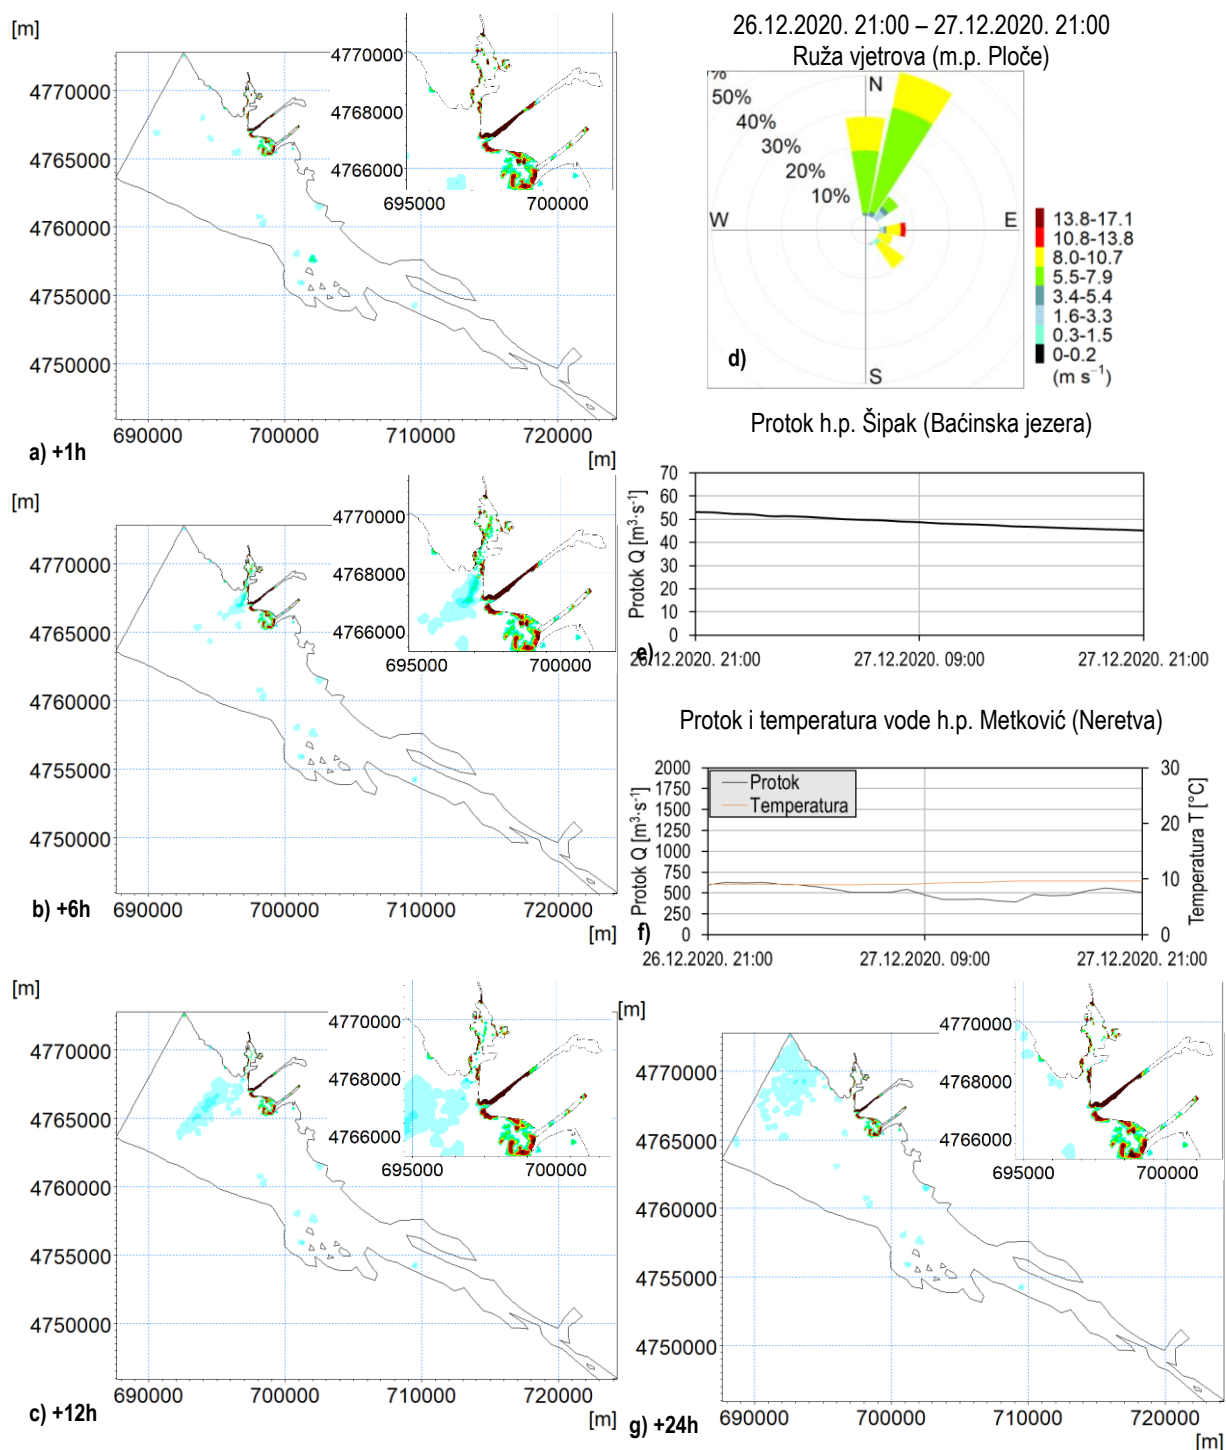 [m]
4770000
4765000
4760000
4755000
4750000
690000 700000 710000 720000
[m]
4770000
4768000
4766000
695000 700000
a) +1h
26.12.2020. 21:00 – 27.12.2020. 21:00
Ruža vjetrova (m.p. Ploče)
%
50%
40%
30%
20%
10%
N
W
E
S
13.8-17.1
10.8-13.8
8.0-10.7
5.5-7.9
3.4-5.4
1.6-3.3
0.3-1.5
0-0.2
(m s⁻¹)
d)
Protok h.p. Šipak (Baćinska jezera)
Protok Q [m³·s⁻¹]
70
60
50
40
30
20
10
0
e)
26.12.2020. 21:00 27.12.2020. 09:00 27.12.2020. 21:00
[m]
4770000
4765000
4760000
4755000
4750000
690000 700000 710000 720000
[m]
4770000
4768000
4766000
695000 700000
b) +6h
Protok i temperatura vode h.p. Metković (Neretva)
Protok Q [m³·s⁻¹]
2000
1750
1500
1250
1000
750
500
250
0
Protok
Temperatura
30
20
10
0
Temperatura T [°C]
f)
26.12.2020. 21:00 27.12.2020. 09:00 27.12.2020. 21:00
[m]
4770000
4765000
4760000
4755000
4750000
690000 700000 710000 720000
[m]
4770000
4768000
4766000
695000 700000
c) +12h
[m]
4770000
4765000
4760000
4755000
4750000
690000 700000 710000 720000
[m]
4770000
4768000
4766000
695000 700000
g) +24h